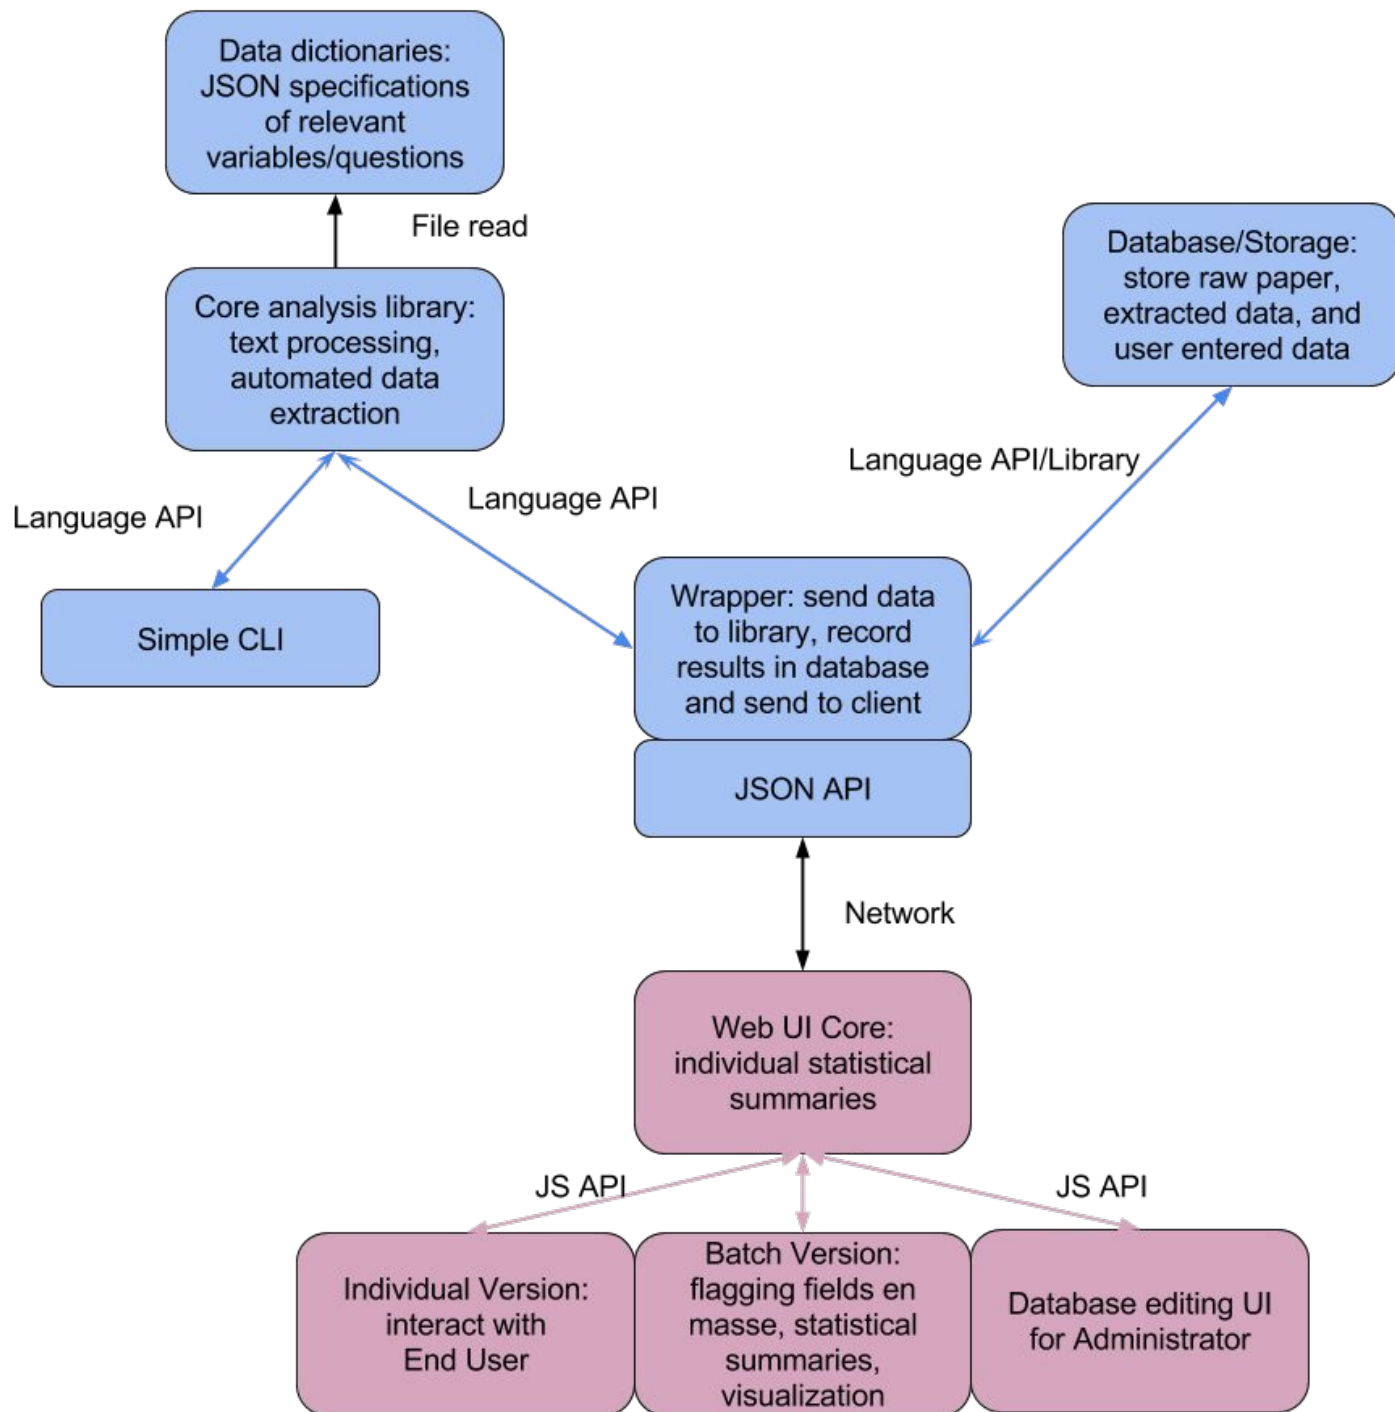 Data dictionaries:
JSON specifications
of relevant
variables/questions
File read
Core analysis library:
text processing,
automated data
extraction
Database/Storage:
store raw paper,
extracted data, and
user entered data
Language API
Language API
Language API/Library
Simple CLI
Wrapper: send data
to library, record
results in database
and send to client
JSON API
Network
Web UI Core:
individual statistical
summaries
JS API
JS API
Individual Version:
interact with
End User
Batch Version:
flagging fields en
masse, statistical
summaries,
visualization
Database editing UI
for Administrator